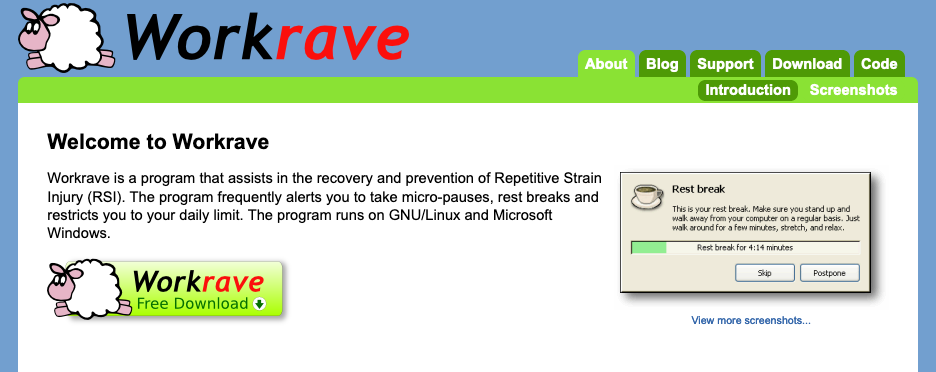 Workrave
About Blog Support Download Code
Introduction Screenshots
Welcome to Workrave
Workrave is a program that assists in the recovery and prevention of Repetitive Strain
Injury (RSI). The program frequently alerts you to take micro-pauses, rest breaks and
restricts you to your daily limit. The program runs on GNU/Linux and Microsoft
Windows.
Workrave
Free Download
Rest break
This is your rest break. Make sure you stand up and
walk away from your computer on a regular basis. Just
walk around for a few minutes, stretch, and relax.
Rest break for 4:14 minutes
Skip Postpone
View more screenshots...